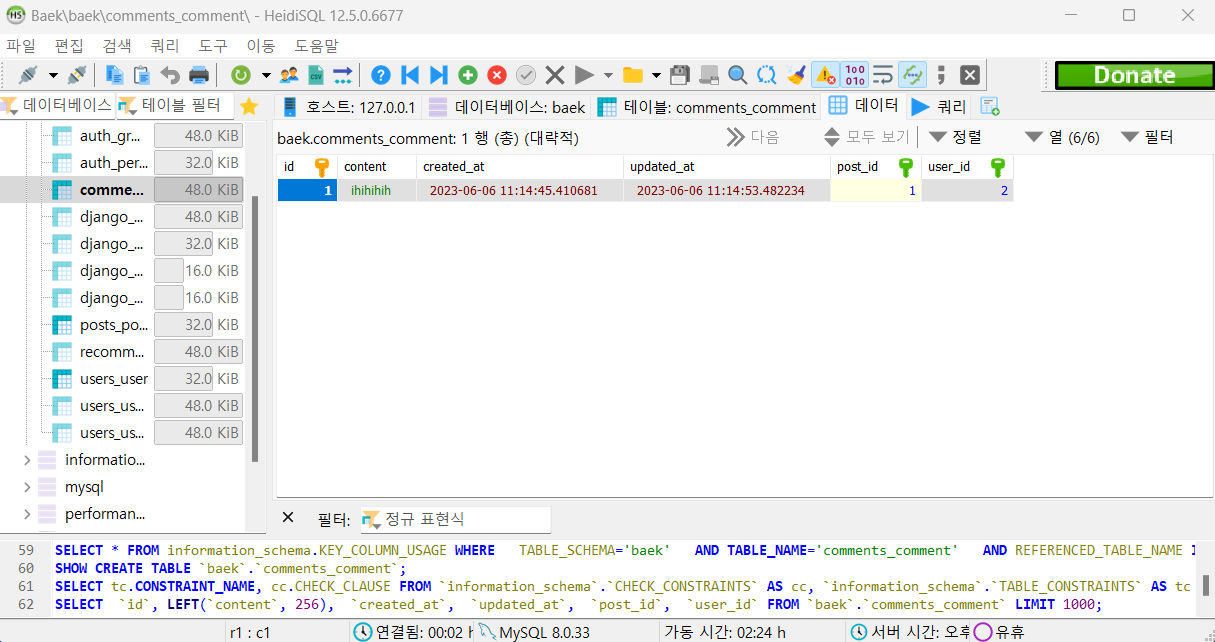 Baek\baek\comments_comment\ - HeidiSQL 12.5.0.6677
파일 편집 검색 쿼리 도구 이동 도움말
Donate
데이터베이스 테이블 필터 호스트: 127.0.0.1 데이터베이스: baek 테이블: comments_comment 데이터 쿼리
baek.comments_comment: 1 행 (총) (대략적) 다음 모두 보기 정렬 열 (6/6) 필터
id content created_at updated_at post_id user_id
1 ihihihih 2023-06-06 11:14:45.410681 2023-06-06 11:14:53.482234 1 2
auth_gr... 48.0 KiB
auth_per... 32.0 KiB
comme... 48.0 KiB
django_... 48.0 KiB
django_... 32.0 KiB
django_... 16.0 KiB
django_... 16.0 KiB
posts_po... 32.0 KiB
recomm... 48.0 KiB
users_user 32.0 KiB
users_us... 48.0 KiB
users_us... 48.0 KiB
informatio...
mysql
performan...
필터: 정규 표현식
59 SELECT * FROM information_schema.KEY_COLUMN_USAGE WHERE TABLE_SCHEMA='baek' AND TABLE_NAME='comments_comment' AND REFERENCED_TABLE_NAME
60 SHOW CREATE TABLE `baek`.`comments_comment`;
61 SELECT tc.CONSTRAINT_NAME, cc.CHECK_CLAUSE FROM `information_schema`.`CHECK_CONSTRAINTS` AS cc, `information_schema`.`TABLE_CONSTRAINTS` AS tc
62 SELECT `id`, LEFT(`content`, 256), `created_at`, `updated_at`, `post_id`, `user_id` FROM `baek`.`comments_comment` LIMIT 1000;
r1 : c1 연결됨: 00:02 MySQL 8.0.33 가동 시간: 02:24 h 서버 시간: 오후 유휴